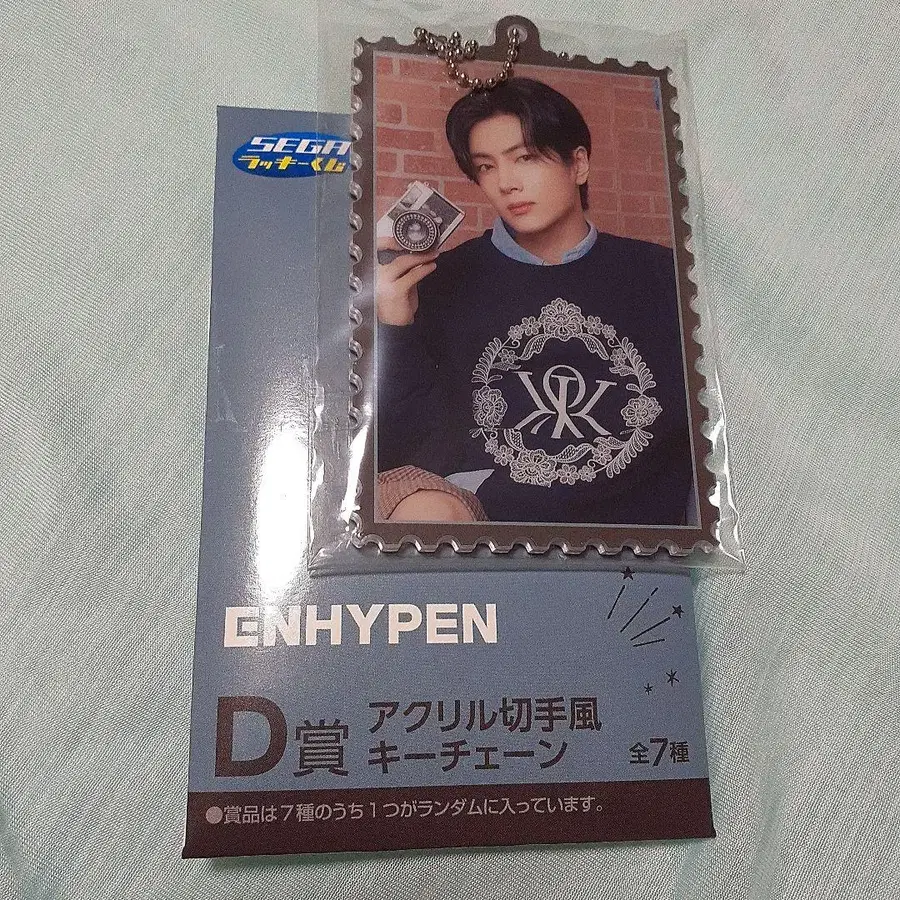 SEGA
ラッキーくじ
ENHYPEN
D賞
アクリル切手風
キーチェーン
全7種
●賞品は7種のうち1つがランダムに入っています。